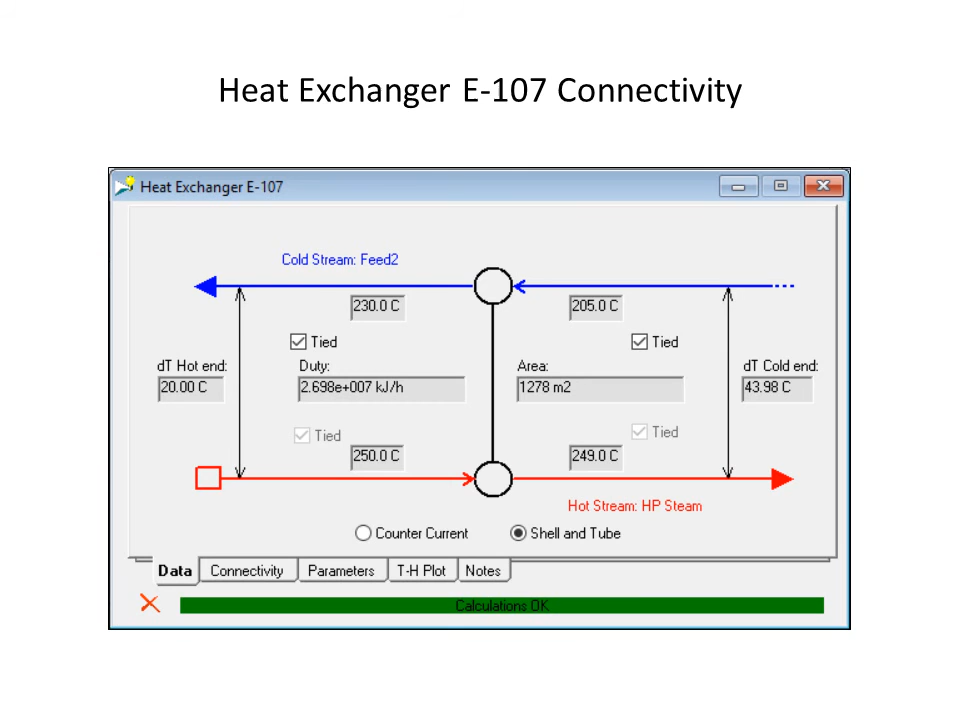 Heat Exchanger E-107 Connectivity
Heat Exchanger E-107
Cold Stream: Feed2
230.0 C
205.0 C
Tied
Tied
dT Hot end:
Duty:
Area:
dT Cold end:
20.00 C
2.698e+007 kJ/h
1278 m2
43.98 C
Tied
Tied
250.0 C
249.0 C
Hot Stream: HP Steam
Counter Current
Shell and Tube
Data
Connectivity
Parameters
T-H Plot
Notes
Calculations OK